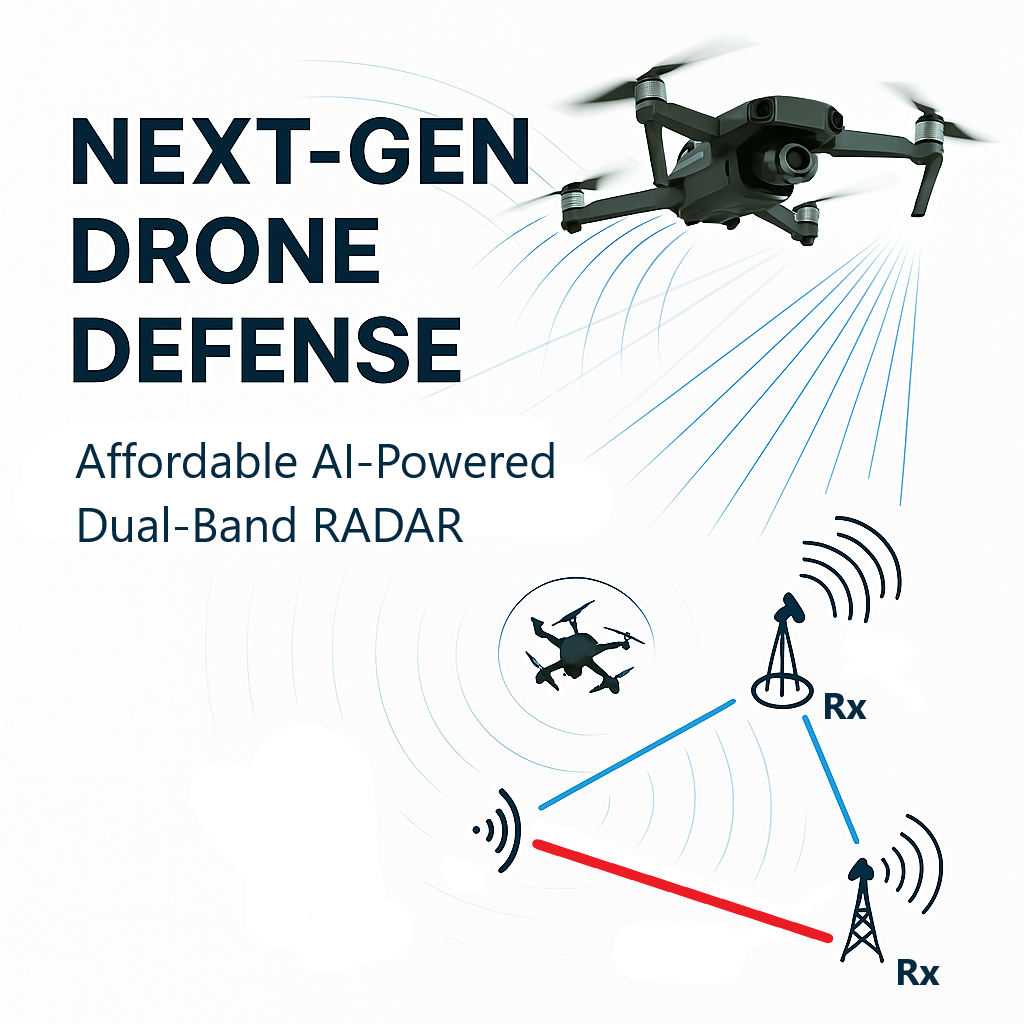 NEXT-GEN
DRONE
DEFENSE
Affordable AI-Powered
Dual-Band RADAR
Rx
Rx